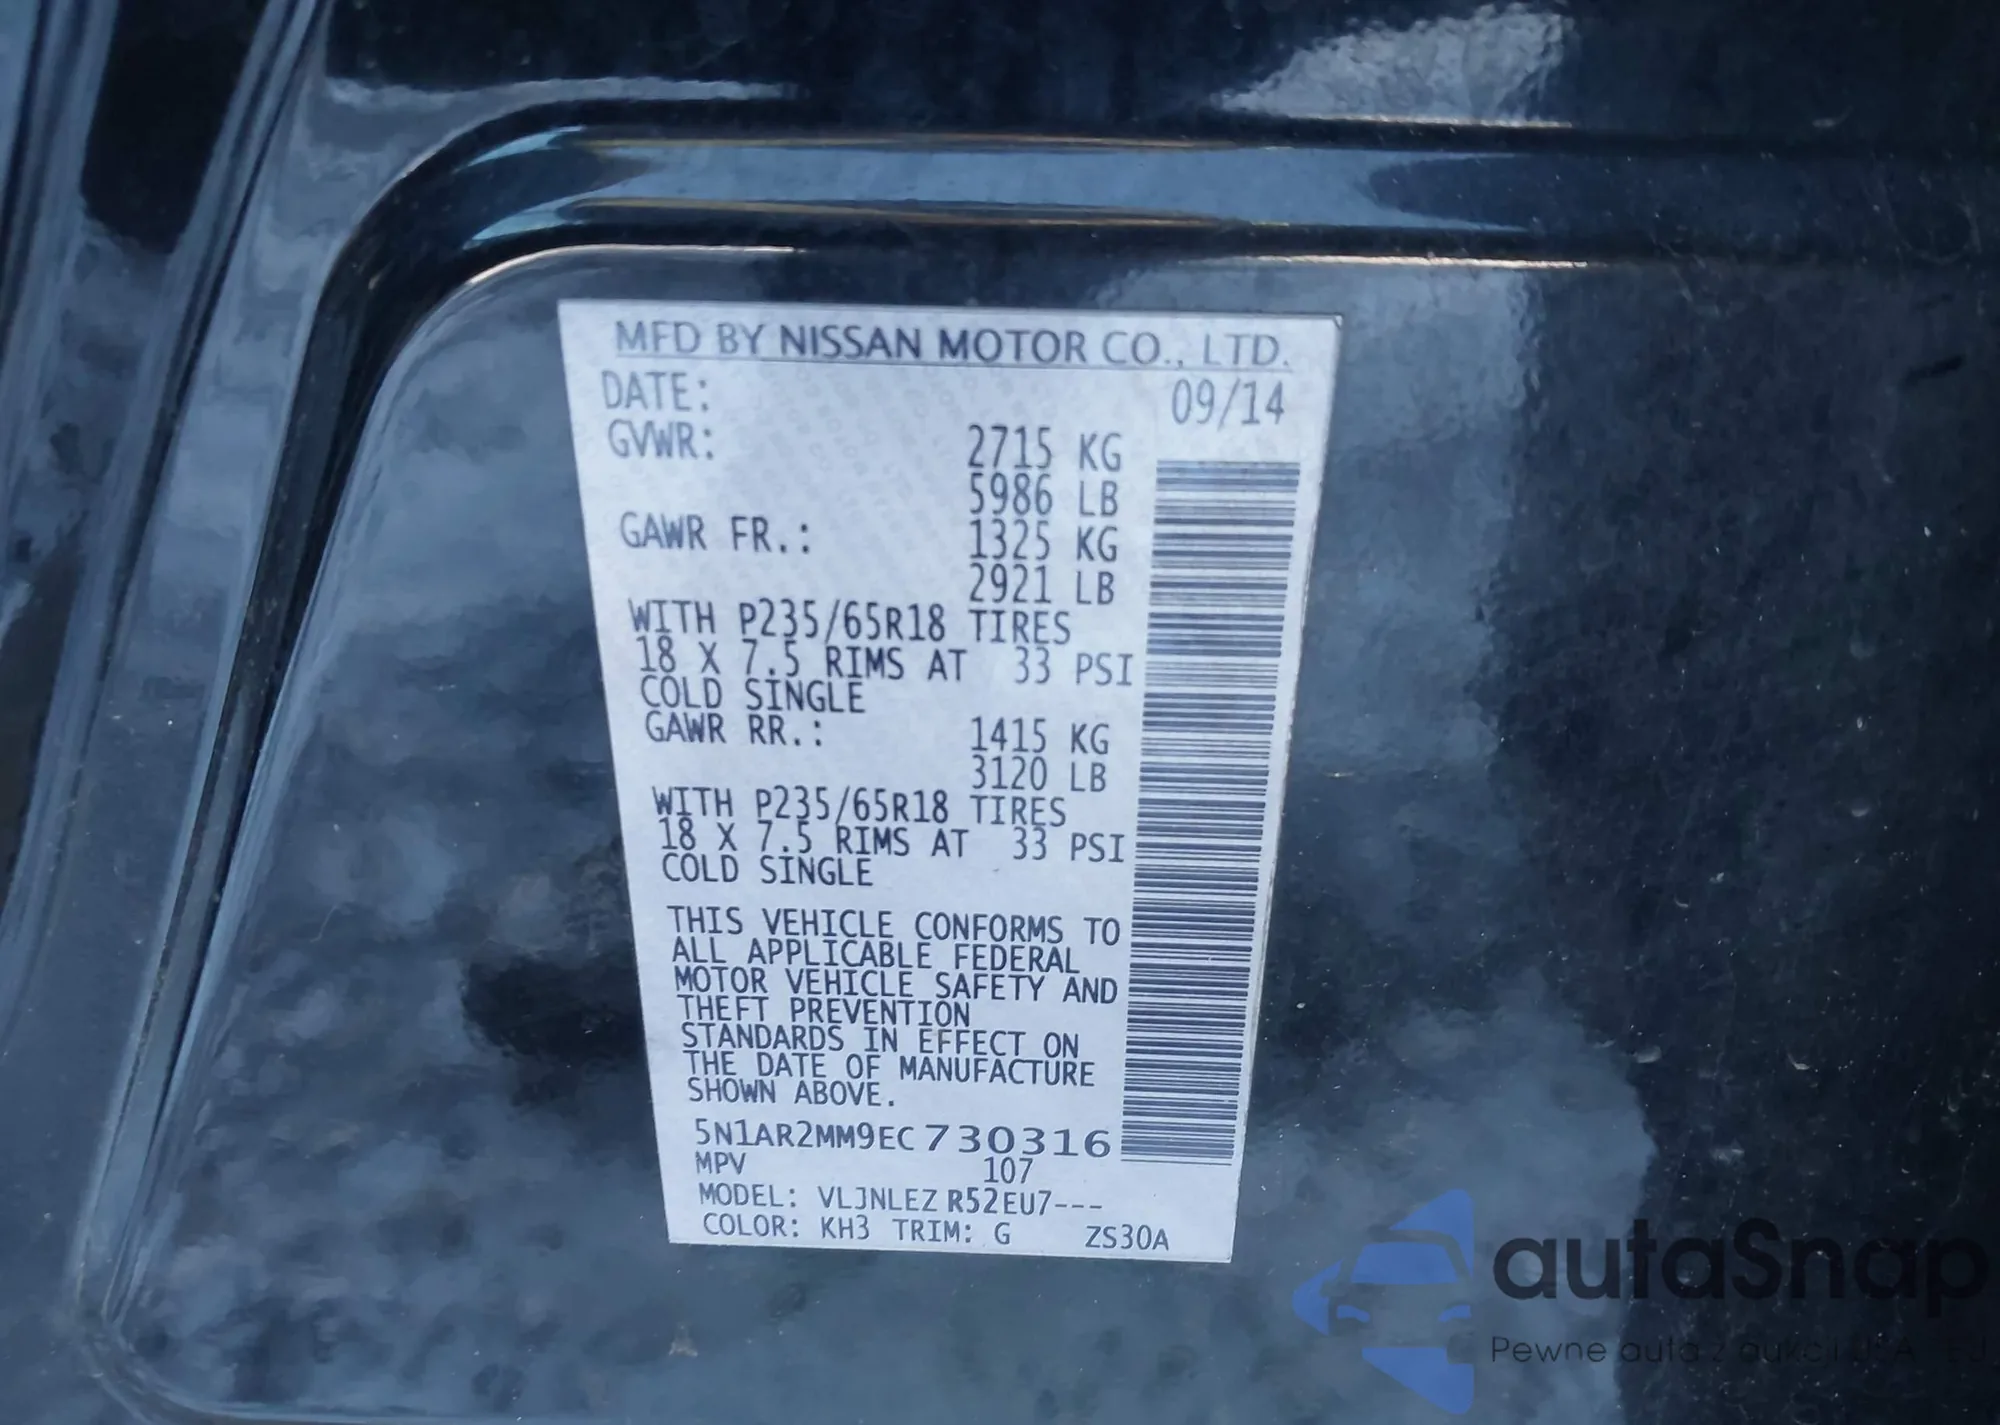 MFD BY NISSAN MOTOR CO., LTD.
DATE: 09/14
GVWR: 2715 KG
5986 LB
GAWR FR.: 1325 KG
2921 LB
WITH P235/65R18 TIRES
18 X 7.5 RIMS AT 33 PSI
COLD SINGLE
GAWR RR.: 1415 KG
3120 LB
WITH P235/65R18 TIRES
18 X 7.5 RIMS AT 33 PSI
COLD SINGLE
THIS VEHICLE CONFORMS TO
ALL APPLICABLE FEDERAL
MOTOR VEHICLE SAFETY AND
THEFT PREVENTION
STANDARDS IN EFFECT ON
THE DATE OF MANUFACTURE
SHOWN ABOVE.
5N1AR2MM9EC730316
MPV 107
MODEL: VLJNLEZ R52EU7---
COLOR: KH3 TRIM: G ZS30A
autaSnap
Pewne auta z aukcji USA